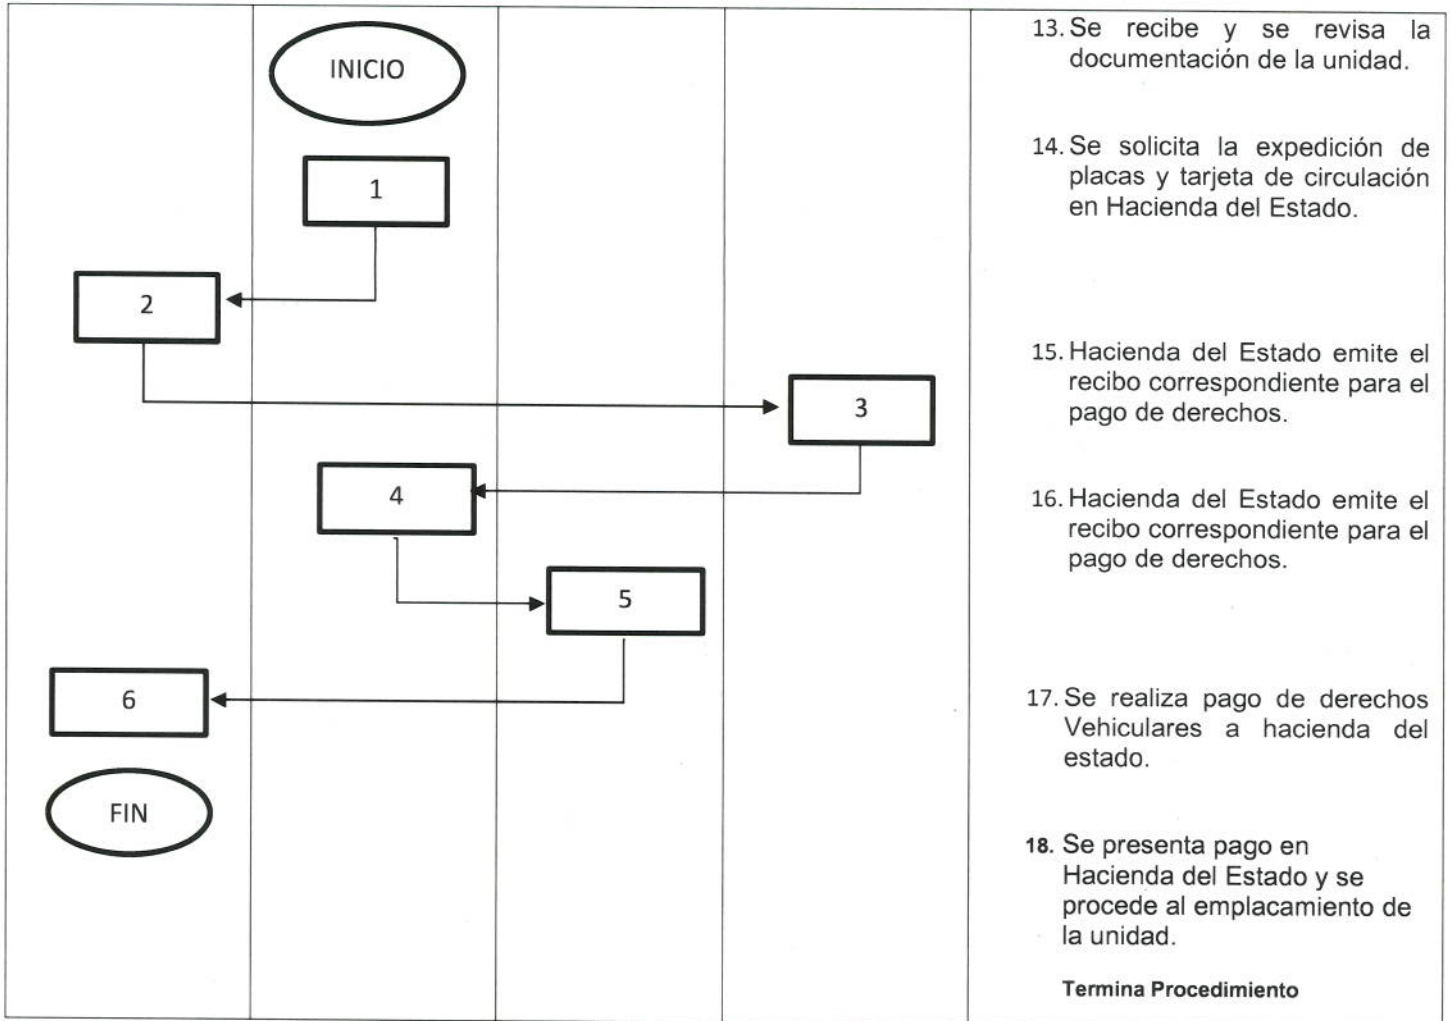 INICIO
1
2
3
4
5
6
FIN
13. Se recibe y se revisa la
documentación de la unidad.
14. Se solicita la expedición de
placas y tarjeta de circulación
en Hacienda del Estado.
15. Hacienda del Estado emite el
recibo correspondiente para el
pago de derechos.
16. Hacienda del Estado emite el
recibo correspondiente para el
pago de derechos.
17. Se realiza pago de derechos
Vehiculares a hacienda del
estado.
18. Se presenta pago en
Hacienda del Estado y se
procede al emplacamiento de
la unidad.
Termina Procedimiento